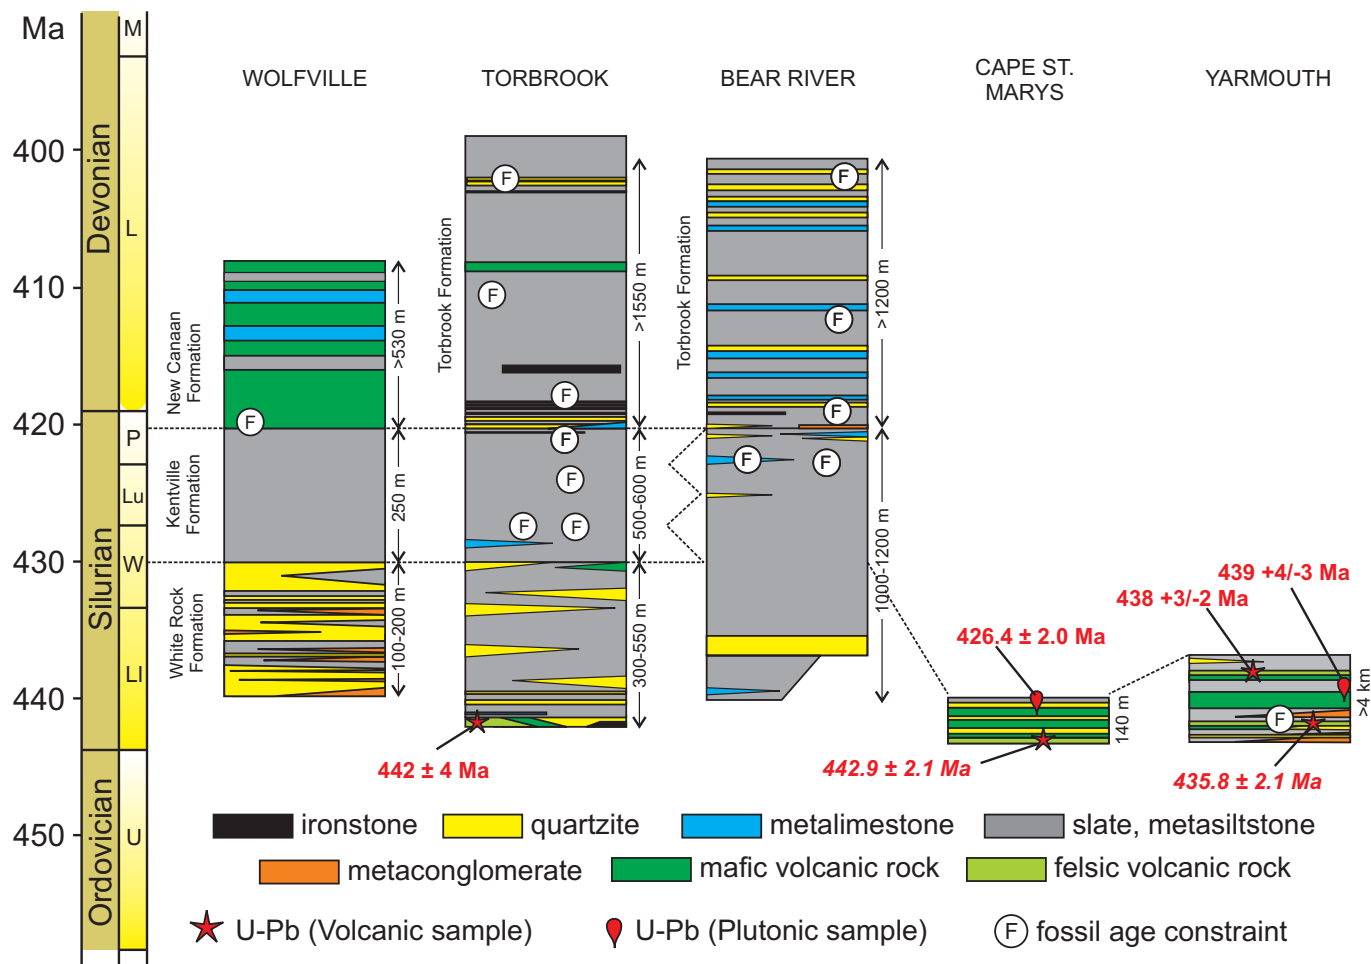 Ma
400
410
420
430
440
450
Devonian
Silurian
Ordovician
M
L
P
Lu
W
Ll
U
WOLFVILLE
TORBROOK
BEAR RIVER
CAPE ST.
MARYS
YARMOUTH
New Canaan
Formation
Kentville
Formation
White Rock
Formation
>530 m
250 m
100-200 m
F
Torbrook Formation
>1550 m
500-600 m
300-550 m
F
F
F
F
F
F
F
442 ± 4 Ma
Torbrook Formation
>1200 m
1000-1200 m
F
F
F
F
F
426.4 ± 2.0 Ma
140 m
442.9 ± 2.1 Ma
439 +4/-3 Ma
438 +3/-2 Ma
F
>4 km
435.8 ± 2.1 Ma
ironstone
quartzite
metalimestone
slate, metasiltstone
metaconglomerate
mafic volcanic rock
felsic volcanic rock
U-Pb (Volcanic sample)
U-Pb (Plutonic sample)
F fossil age constraint